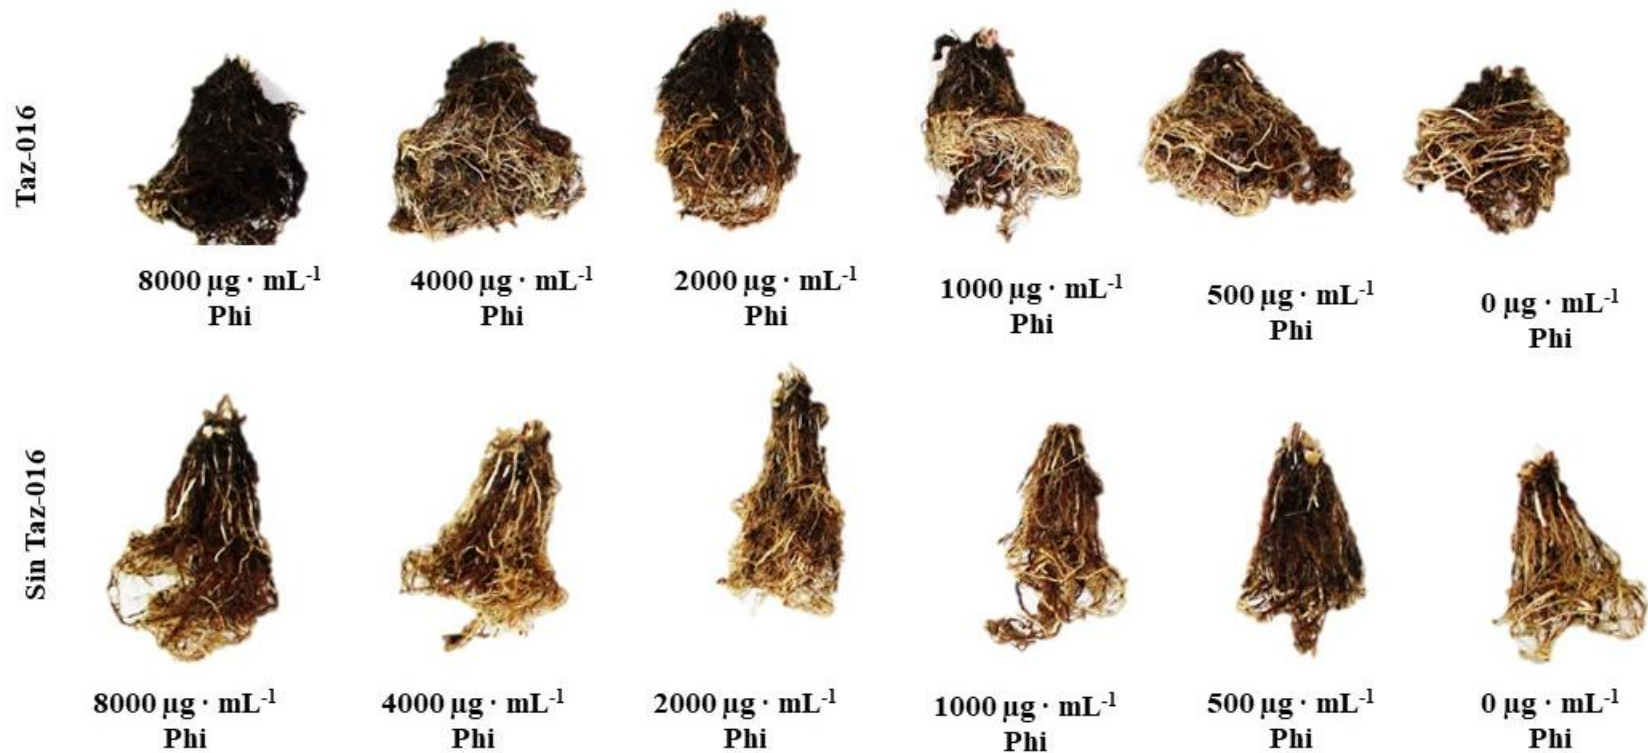 Taz-016
8000 µg · mL⁻¹
Phi
4000 µg · mL⁻¹
Phi
2000 µg · mL⁻¹
Phi
1000 µg · mL⁻¹
Phi
500 µg · mL⁻¹
Phi
0 µg · mL⁻¹
Phi
Sin Taz-016
8000 µg · mL⁻¹
Phi
4000 µg · mL⁻¹
Phi
2000 µg · mL⁻¹
Phi
1000 µg · mL⁻¹
Phi
500 µg · mL⁻¹
Phi
0 µg · mL⁻¹
Phi